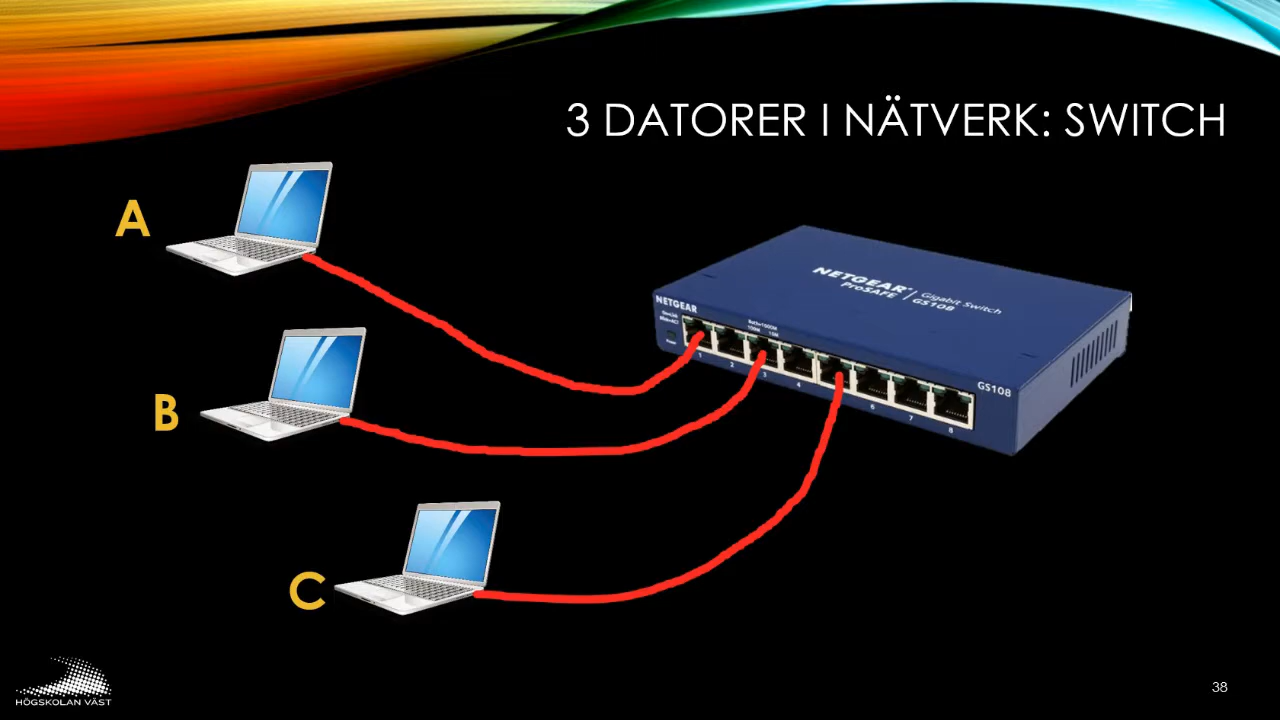 3 DATORER I NÄTVERK: SWITCH
A
B
C
NETGEAR®
ProSAFE
Gigabit Switch
GS108
NETGEAR
Power
1
2
3
4
6
7
8
GS108
HÖGSKOLAN VÄST
38